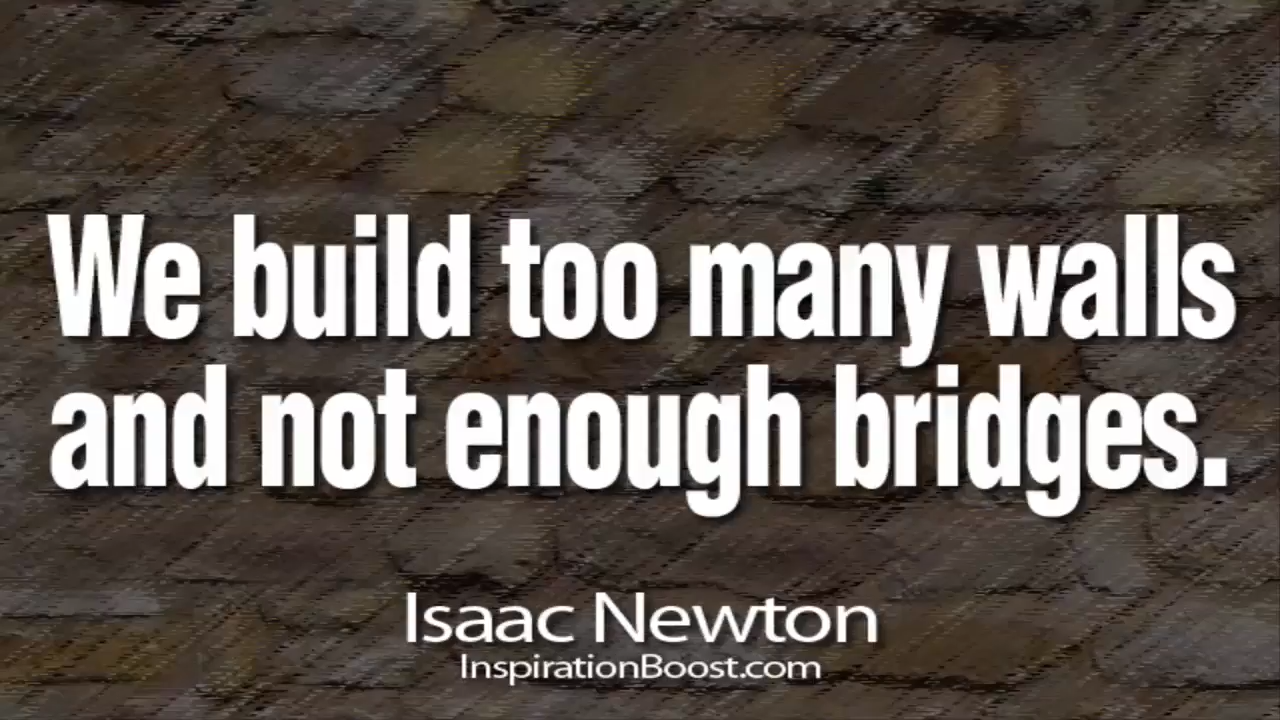 We build too many walls
and not enough bridges.
Isaac Newton
InspirationBoost.com